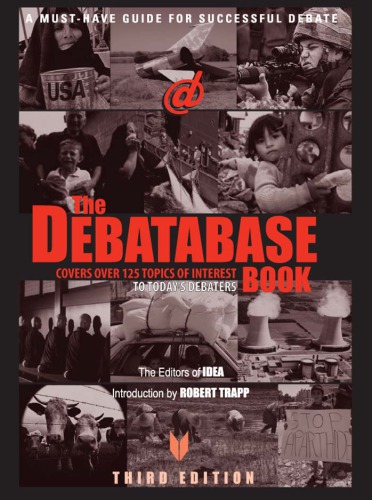 A MUST-HAVE GUIDE FOR SUCCESSFUL DEBATE
USA
The
DEBATABASE
COVERS OVER 125 TOPICS OF INTEREST
TO TODAY'S DEBATERS
BOOK
The Editors of IDEA
Introduction by ROBERT TRAPP
STOP
THIRD EDITION